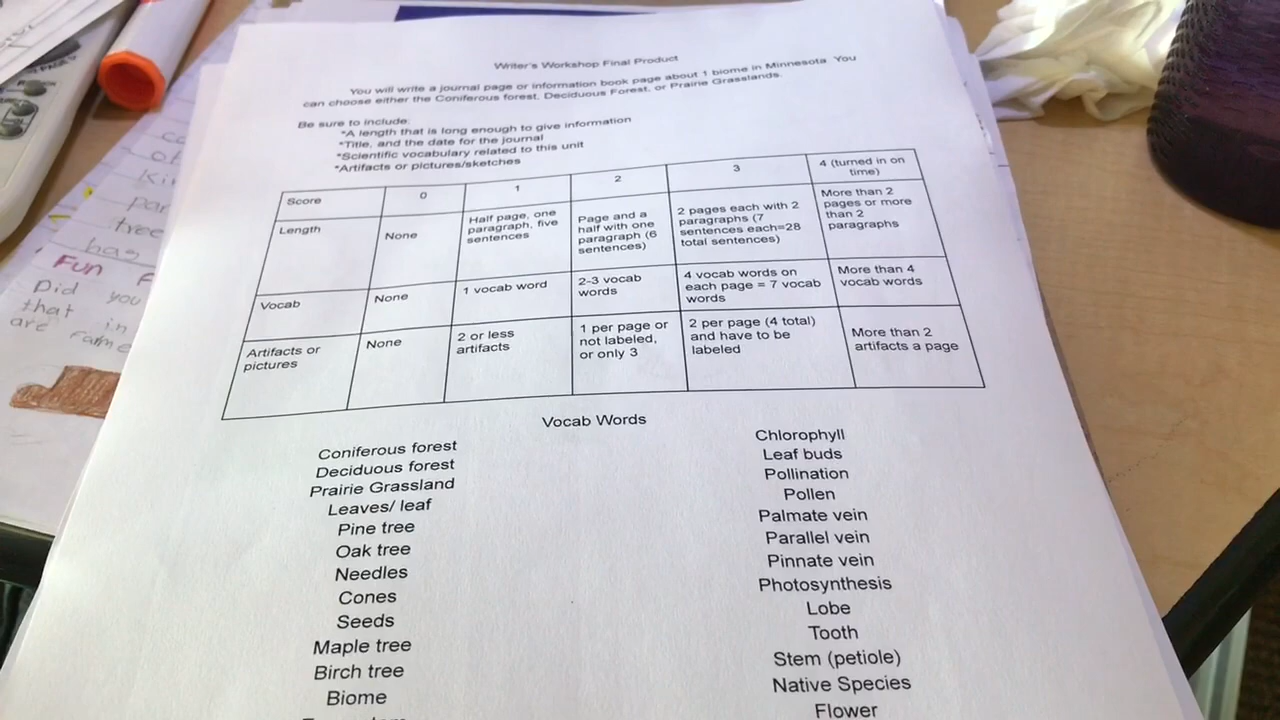 Writer's Workshop Final Product
You will write a journal page or information book page about 1 biome in Minnesota You
can choose either the Coniferous forest, Deciduous Forest, or Prairie Grasslands.
Be sure to include:
*A length that is long enough to give information
*Title, and the date for the journal
*Scientific vocabulary related to this unit
*Artifacts or pictures/sketches
Score 0 1 2 3 4 (turned in on
time)
Length
None
Half page, one
paragraph, five
sentences
Page and a
half with one
paragraph (6
sentences)
2 pages each with 2
paragraphs (7
sentences each=28
total sentences)
More than 2
pages or more
than 2
paragraphs
Vocab
None
1 vocab word
2-3 vocab
words
4 vocab words on
each page = 7 vocab
words
More than 4
vocab words
Artifacts or
pictures
None
2 or less
artifacts
1 per page or
not labeled,
or only 3
2 per page (4 total)
and have to be
labeled
More than 2
artifacts a page
Vocab Words
Coniferous forest
Deciduous forest
Prairie Grassland
Leaves/ leaf
Pine tree
Oak tree
Needles
Cones
Seeds
Maple tree
Birch tree
Biome
Chlorophyll
Leaf buds
Pollination
Pollen
Palmate vein
Parallel vein
Pinnate vein
Photosynthesis
Lobe
Tooth
Stem (petiole)
Native Species
Flower
tree
has
Fun F
Did you
that in
are